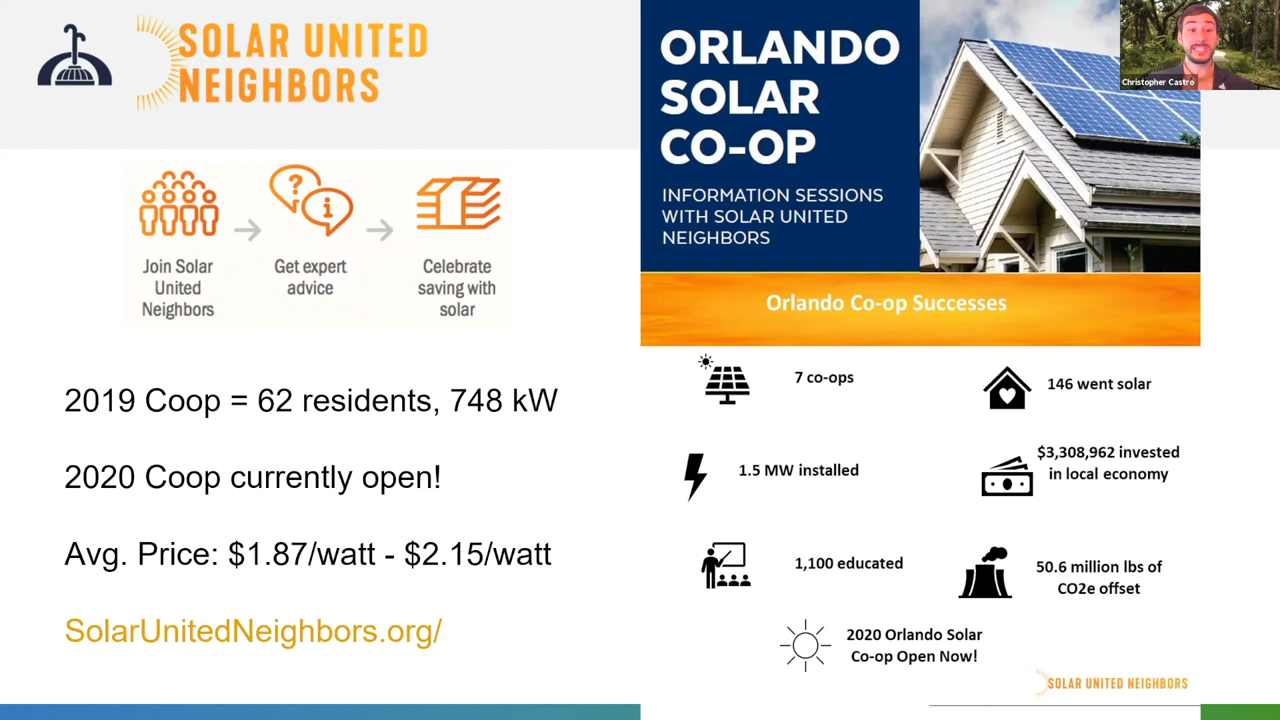 SOLAR UNITED
NEIGHBORS
Join Solar
United
Neighbors
Get expert
advice
Celebrate
saving with
solar
2019 Coop = 62 residents, 748 kW
2020 Coop currently open!
Avg. Price: $1.87/watt - $2.15/watt
SolarUnitedNeighbors.org/
ORLANDO
SOLAR
CO-OP
INFORMATION SESSIONS
WITH SOLAR UNITED
NEIGHBORS
Christopher Castro
Orlando Co-op Successes
7 co-ops
146 went solar
1.5 MW installed
$3,308,962 invested
in local economy
1,100 educated
50.6 million lbs of
CO2e offset
2020 Orlando Solar
Co-op Open Now!
SOLAR UNITED NEIGHBORS